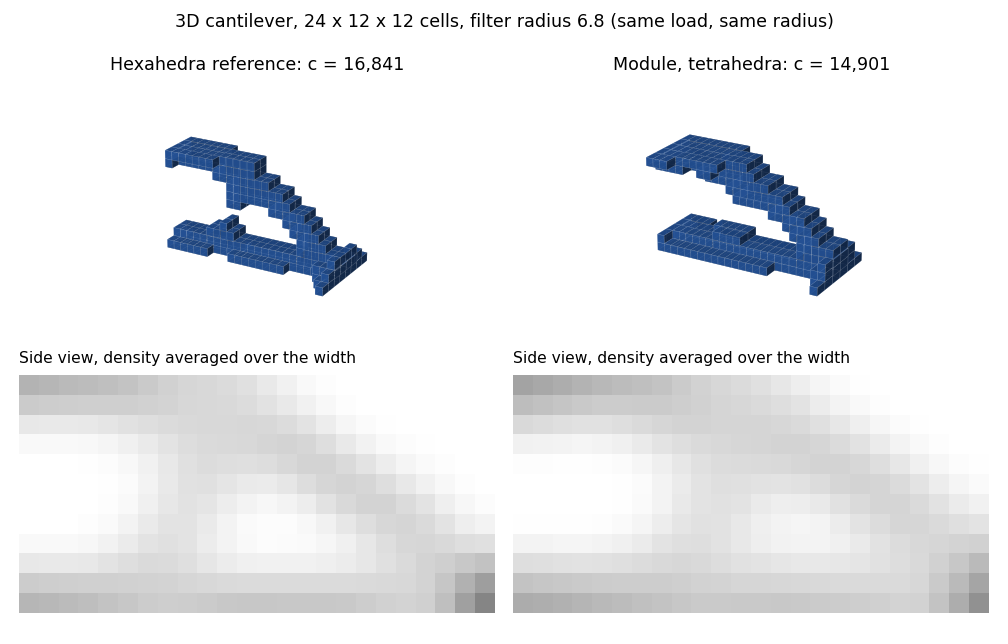 3D cantilever, 24 x 12 x 12 cells, filter radius 6.8 (same load, same radius)
Hexahedra reference: c = 16,841
Module, tetrahedra: c = 14,901
Side view, density averaged over the width
Side view, density averaged over the width